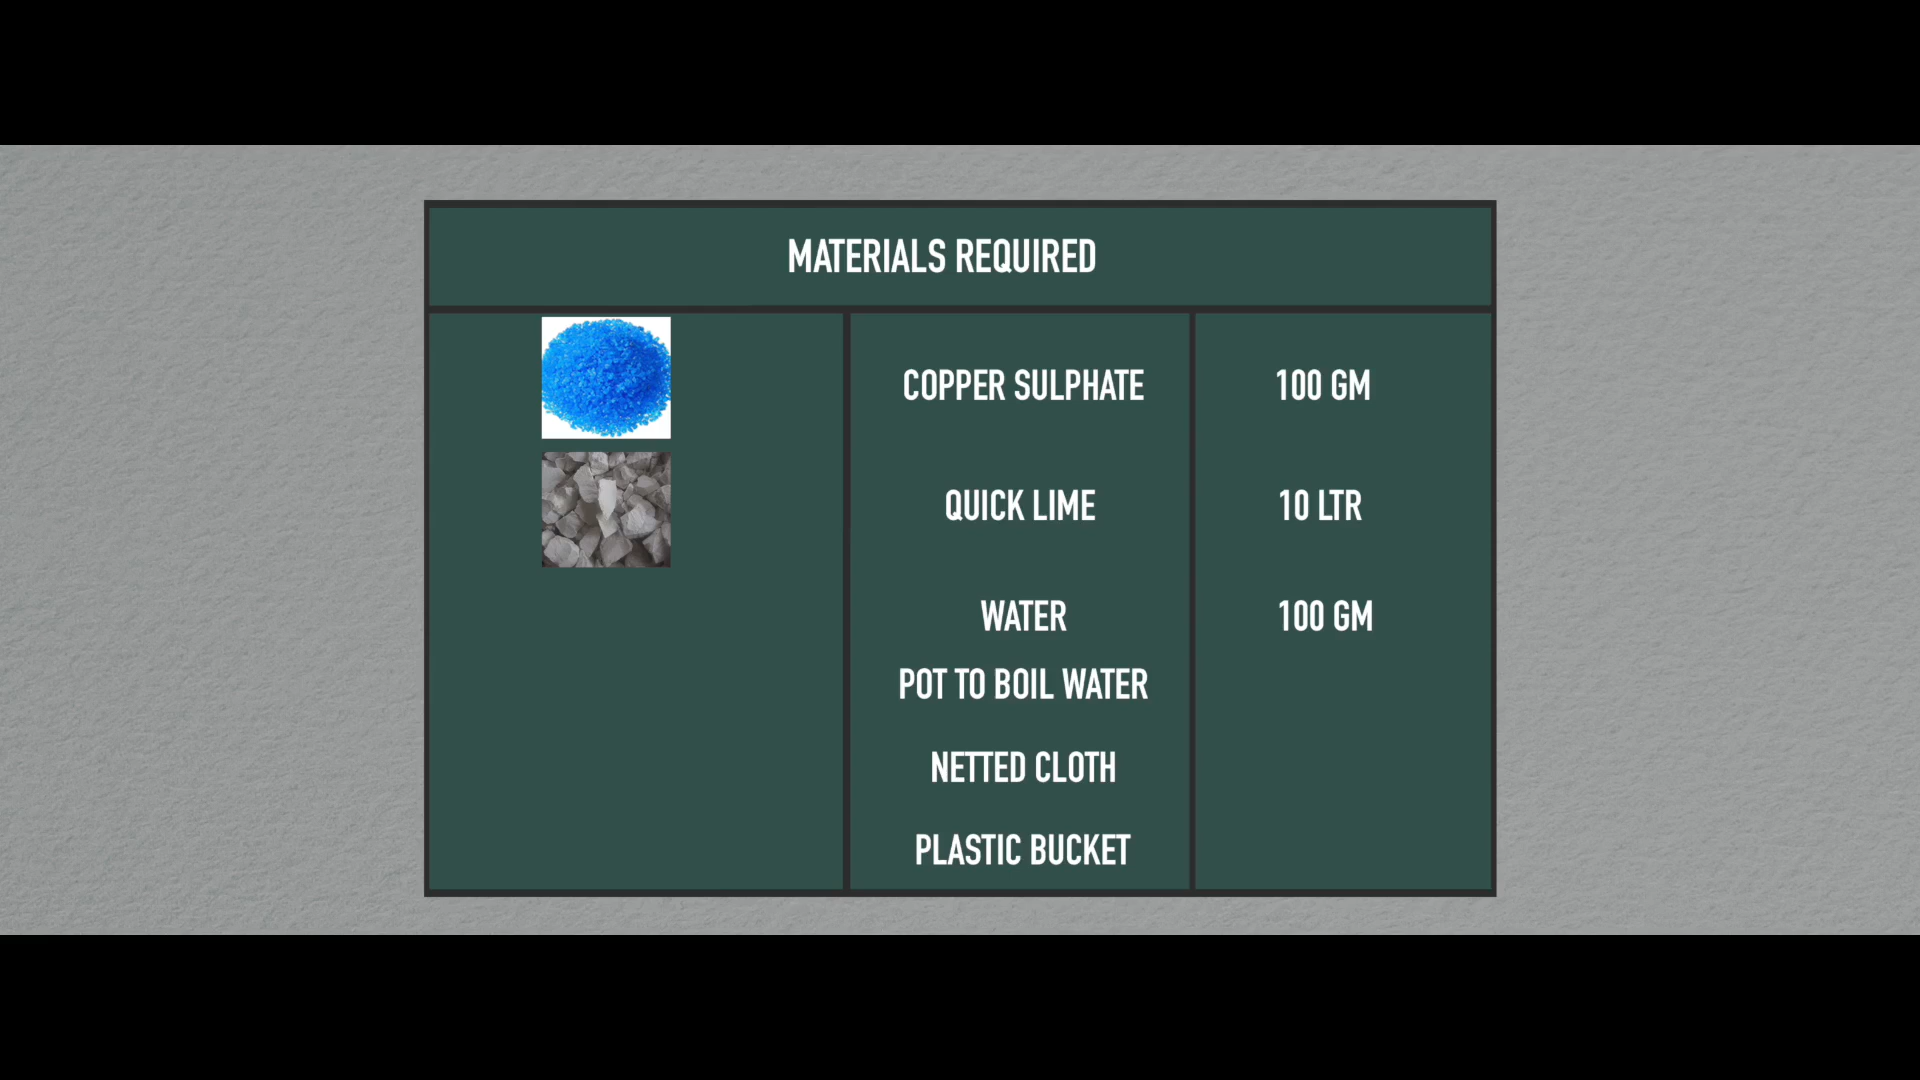 MATERIALS REQUIRED
COPPER SULPHATE 100 GM
QUICK LIME 10 LTR
WATER 100 GM
POT TO BOIL WATER
NETTED CLOTH
PLASTIC BUCKET